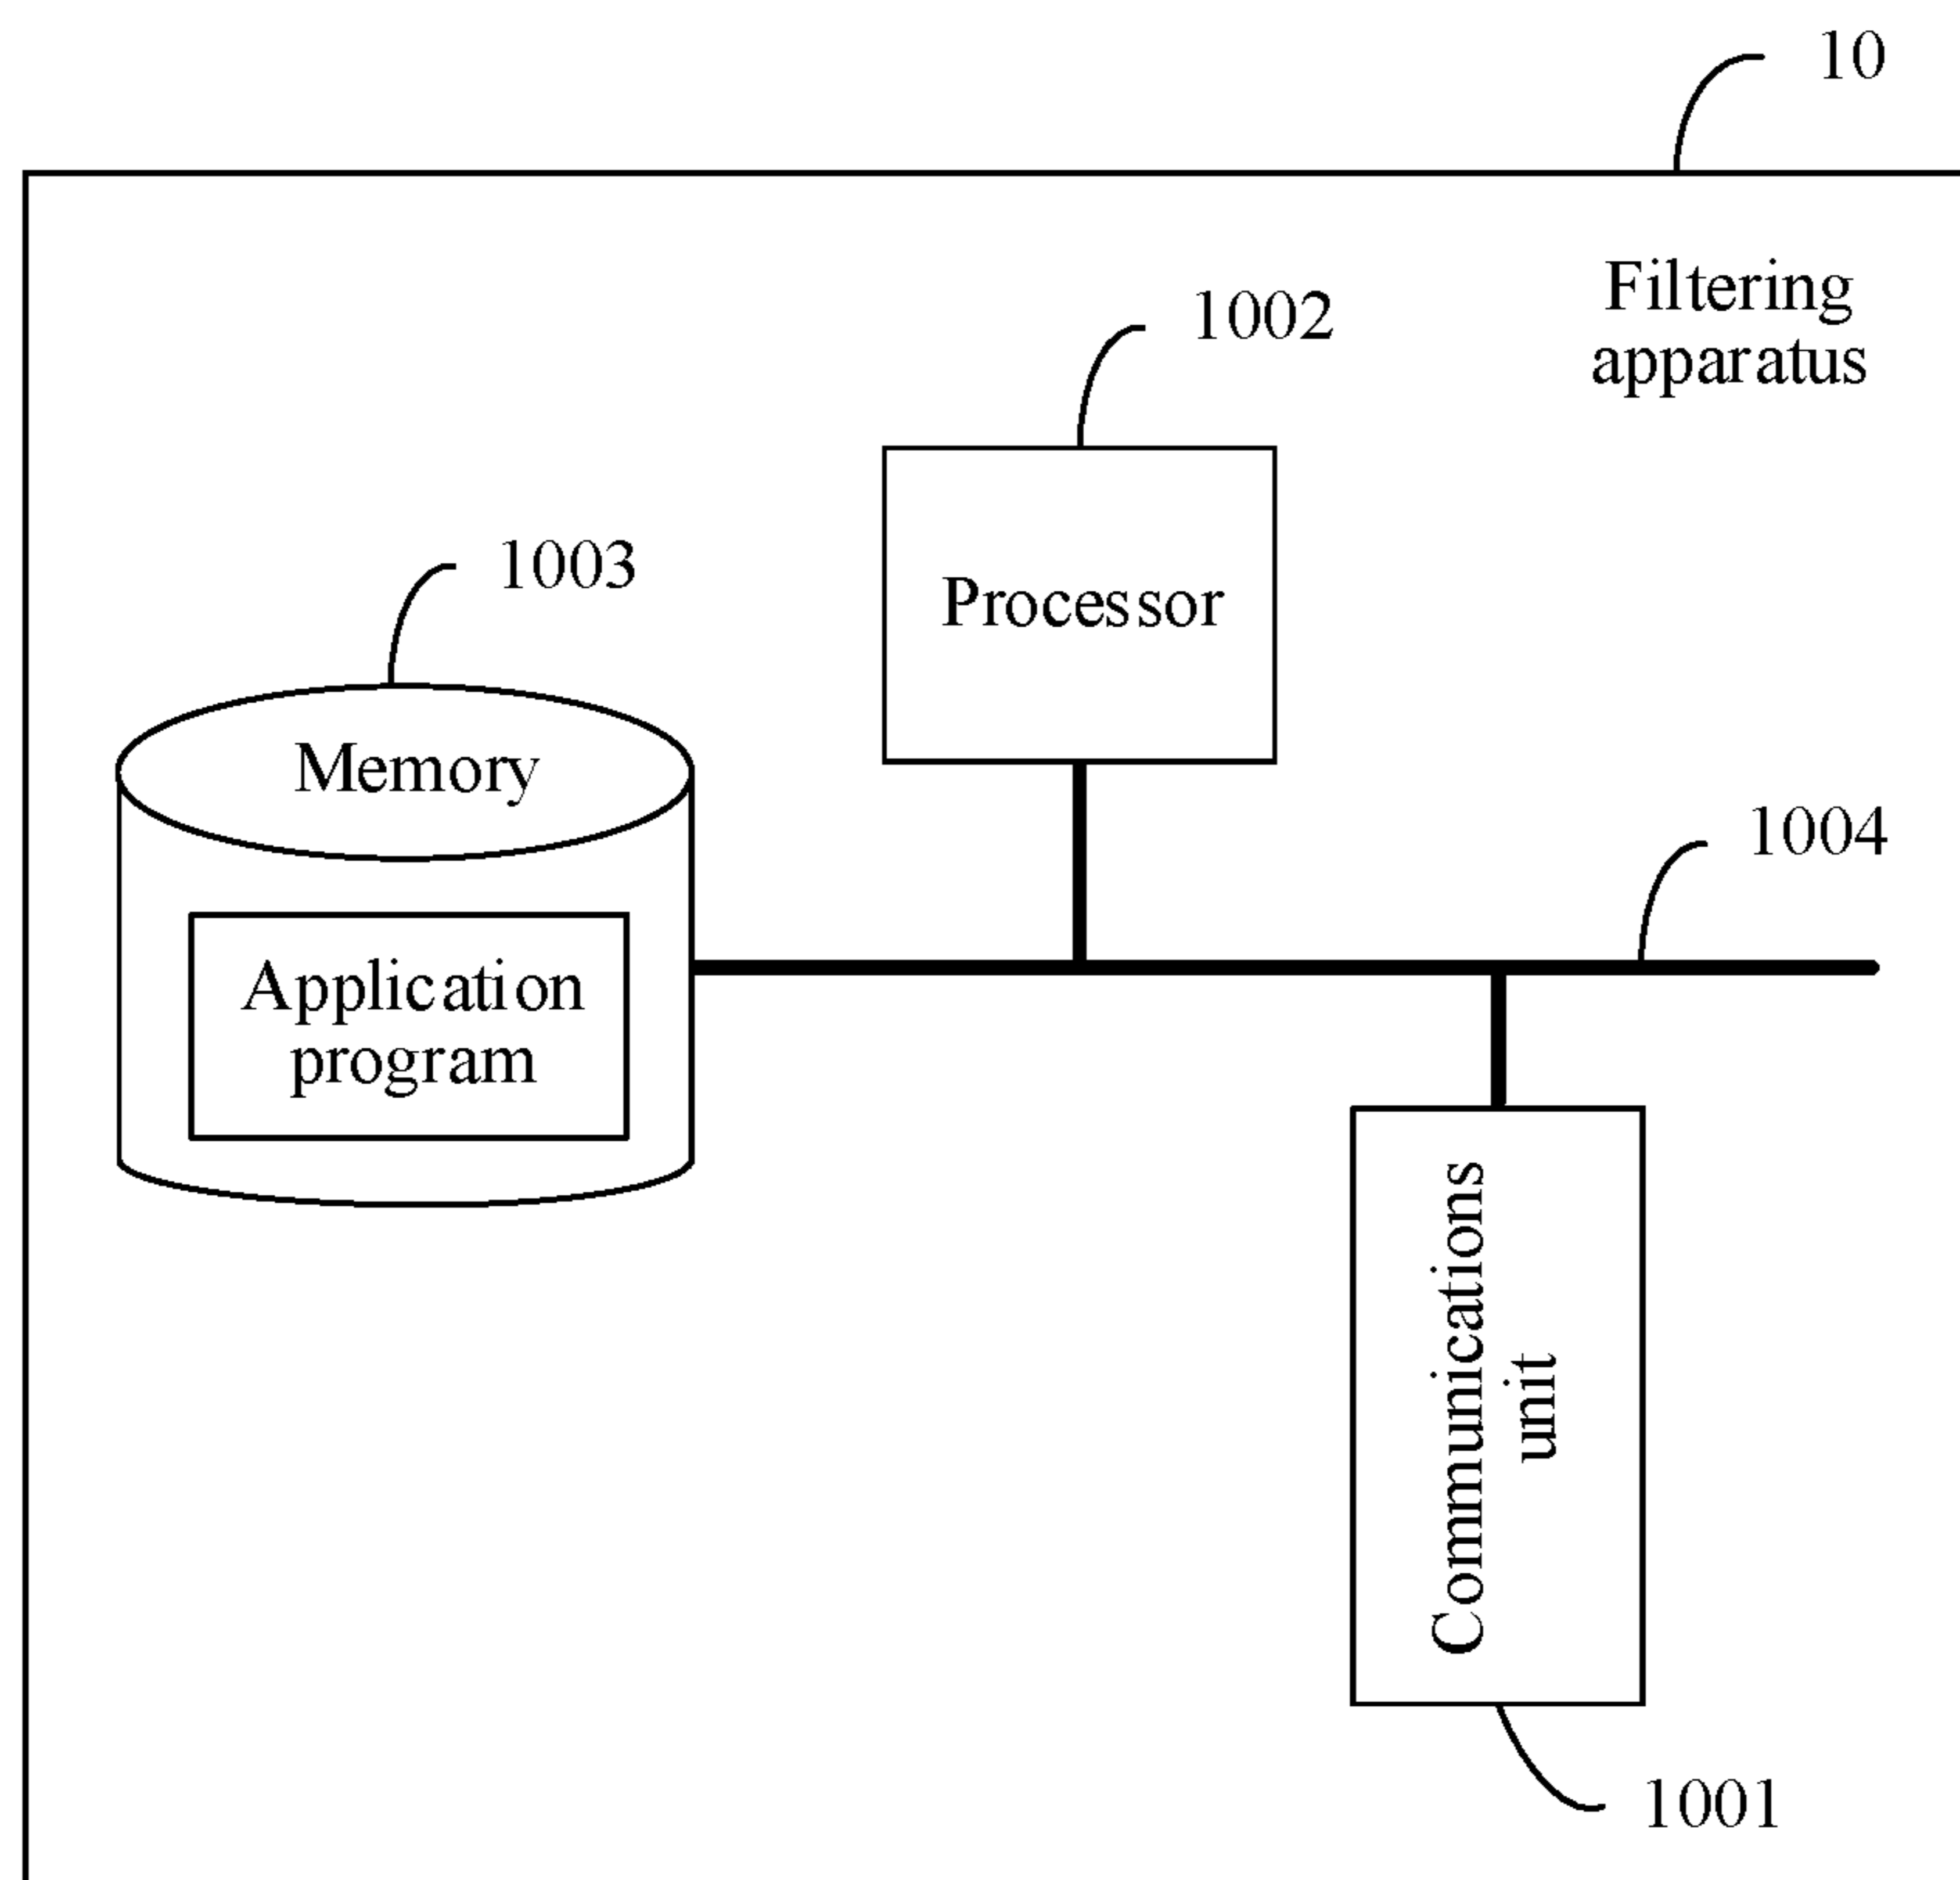 10
Filtering
apparatus
1002
Processor
1003
Memory
Application
program
1004
Communications
unit
1001